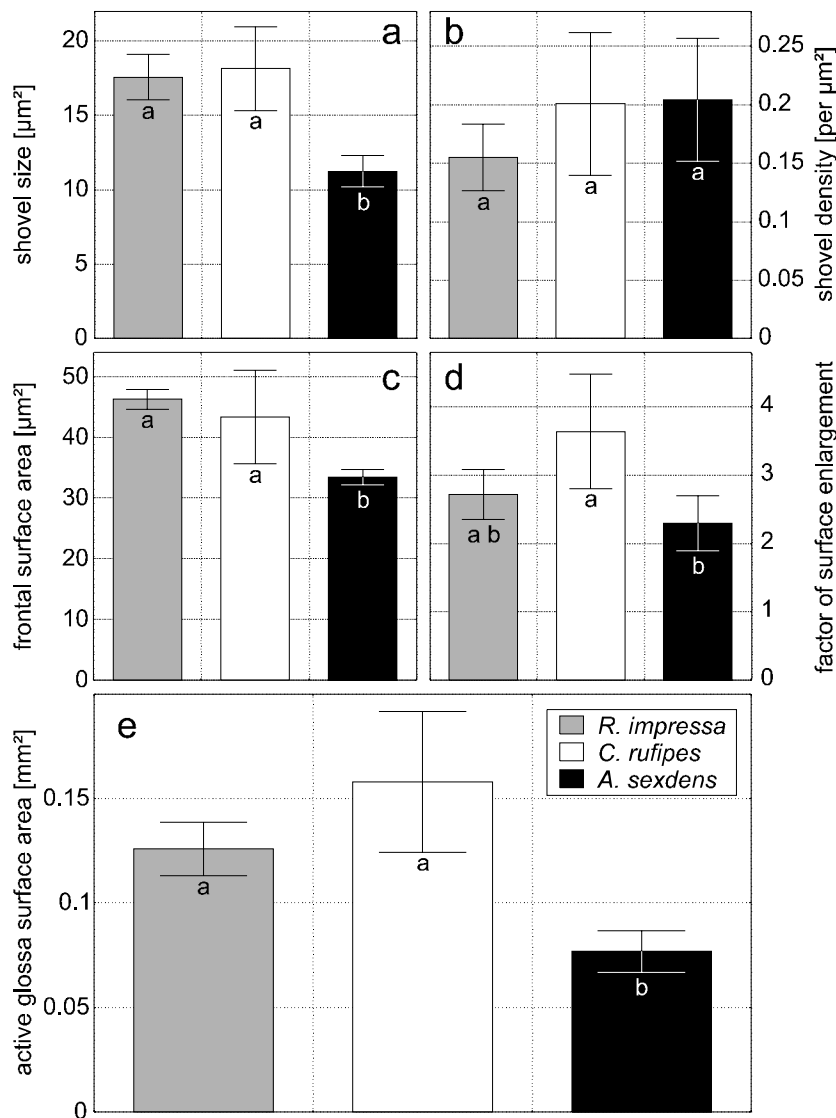 a
shovel size [µm²]
20
15
10
5
0
a
a
b
b
shovel density [per µm²]
0.25
0.2
0.15
0.1
0.05
0
a
a
a
c
frontal surface area [µm²]
50
40
30
20
10
0
a
a
b
d
factor of surface enlargement
4
3
2
1
0
a b
a
b
e
active glossa surface area [mm²]
0.15
0.1
0.05
0
a
a
b
R. impressa
C. rufipes
A. sexdens